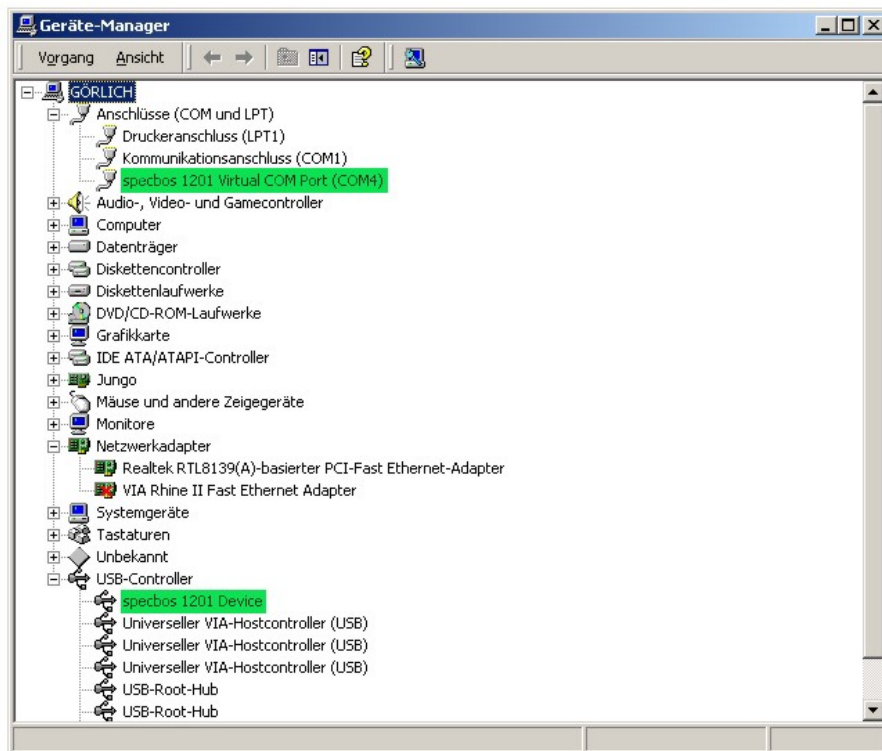 Geräte-Manager
Vorgang Ansicht
GÖRLICH
Anschlüsse (COM und LPT)
Druckeranschluss (LPT1)
Kommunikationsanschluss (COM1)
specbos 1201 Virtual COM Port (COM4)
Audio-, Video- und Gamecontroller
Computer
Datenträger
Diskettencontroller
Diskettenlaufwerke
DVD/CD-ROM-Laufwerke
Grafikkarte
IDE ATA/ATAPI-Controller
Jungo
Mäuse und andere Zeigegeräte
Monitore
Netzwerkadapter
Realtek RTL8139(A)-basierter PCI-Fast Ethernet-Adapter
VIA Rhine II Fast Ethernet Adapter
Systemgeräte
Tastaturen
Unbekannt
USB-Controller
specbos 1201 Device
Universeller VIA-Hostcontroller (USB)
Universeller VIA-Hostcontroller (USB)
Universeller VIA-Hostcontroller (USB)
USB-Root-Hub
USB-Root-Hub